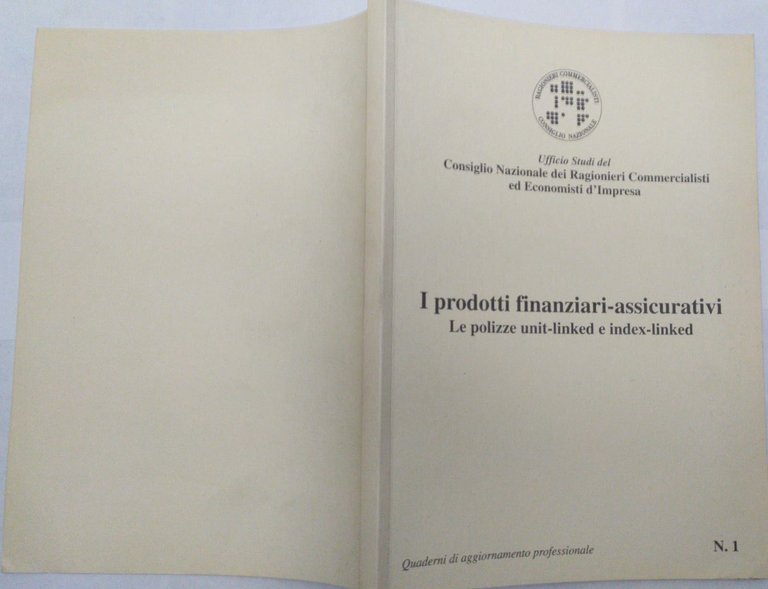 RAGIONIERI COMMERCIALISTI
CONSIGLIO NAZIONALE
Ufficio Studi del
Consiglio Nazionale dei Ragionieri Commercialisti
ed Economisti d'Impresa
I prodotti finanziari-assicurativi
Le polizze unit-linked e index-linked
Quaderni di aggiornamento professionale
N. 1